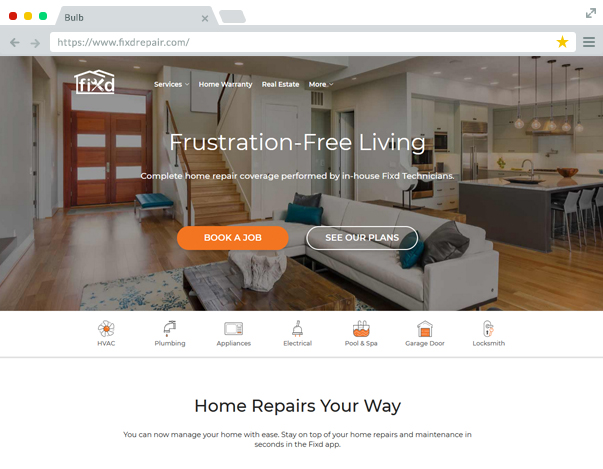 Bulb
https://www.fixdrepair.com/
fixd
Services
Home Warranty
Real Estate
More.
Frustration-Free Living
Complete home repair coverage performed by in-house Fixd Technicians.
BOOK A JOB
SEE OUR PLANS
HVAC
Plumbing
Appliances
Electrical
Pool & Spa
Garage Door
Locksmith
Home Repairs Your Way
You can now manage your home with ease. Stay on top of your home repairs and maintenance in
seconds in the Fixd app.